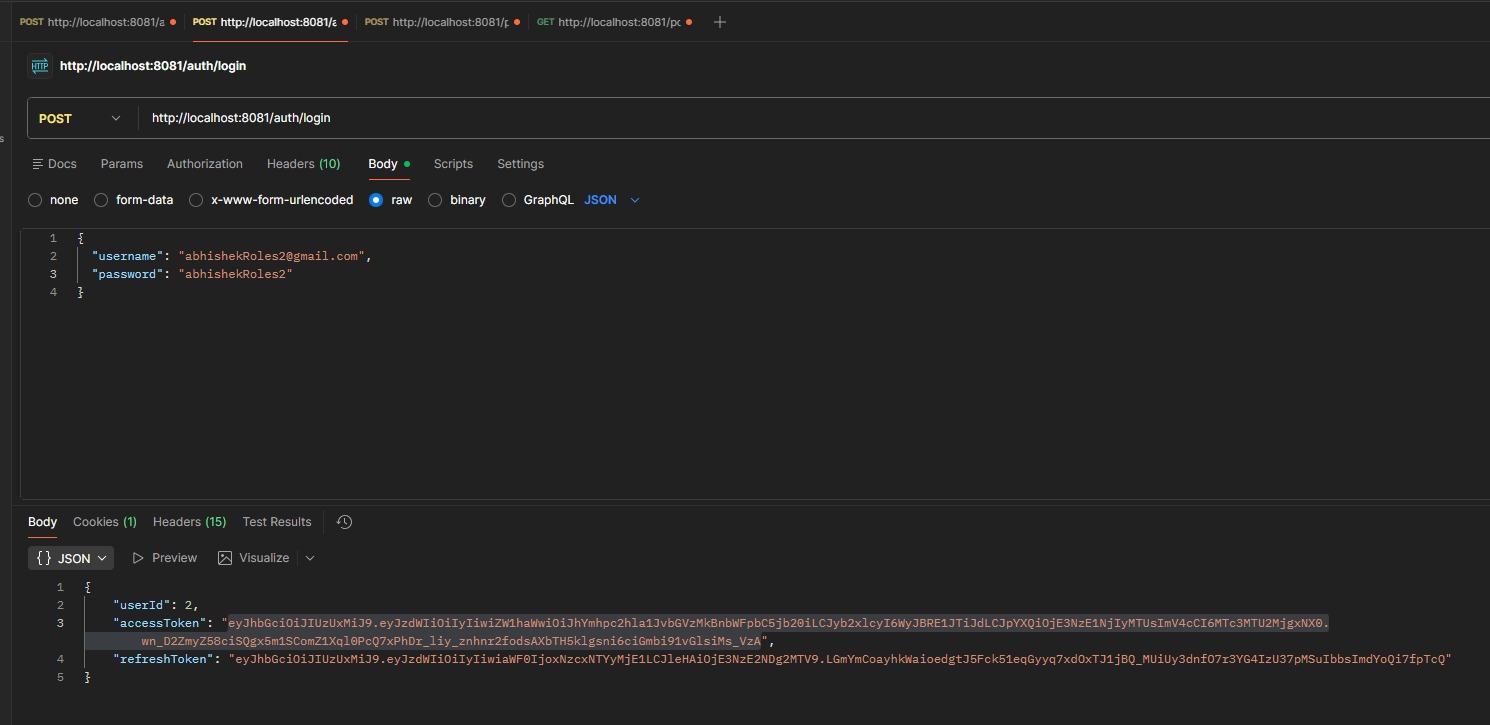 POST http://localhost:8081/a
POST http://localhost:8081/a
POST http://localhost:8081/p
GET http://localhost:8081/po
HTTP http://localhost:8081/auth/login
POST http://localhost:8081/auth/login
Docs Params Authorization Headers (10) Body Scripts Settings
none form-data x-www-form-urlencoded raw binary GraphQL JSON
1 {
2 "username": "abhishekRoles2@gmail.com",
3 "password": "abhishekRoles2"
4 }
Body Cookies (1) Headers (15) Test Results
{} JSON Preview Visualize
1 {
2 "userId": 2,
3 "accessToken": "eyJhbGciOiJIUzUxMiJ9.eyJzdWIiOiIyIiwiZW1haWwiOiJhYmhpc2hla1JvbGVzMkBnbWFpbC5jb20iLCJyb2xlcyI6WyJBRE1JTiJdLCJpYXQiOjE3NzE1NjIyMTUsImV4cCI6MTc3MTU2MjgxNX0.
wn_D2ZmyZ58ciSQgx5m1SComZ1Xql0PcQ7xPhDr_liy_znhnr2fodsAXbTH5klgsni6ciGmbi91vGlsiMs_VzA",
4 "refreshToken": "eyJhbGciOiJIUzUxMiJ9.eyJzdWIiOiIyIiwiaWF0IjoxNzcxNTYyMjE1LCJleHAiOjE3NzE2NDg2MTV9.LGmYmCoayhkWaioedgtJ5Fck51eqGyyq7xdOxTJ1jBQ_MUiUy3dnfO7r3YG4IzU37pMSuIbbsImdYoQi7fpTcQ"
5 }